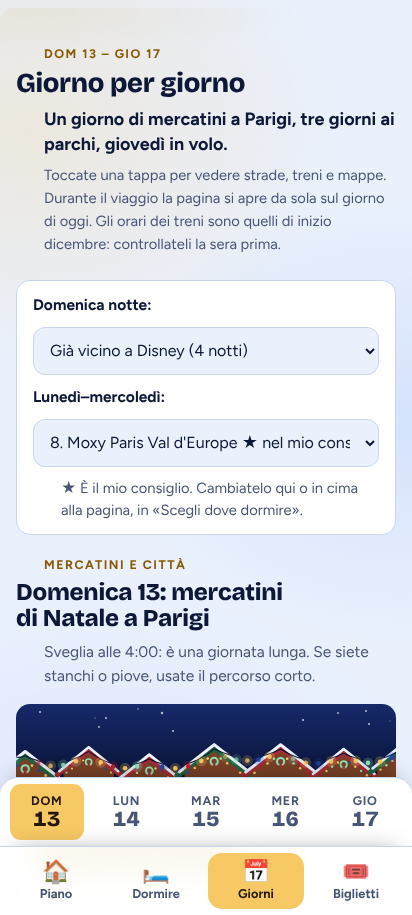 DOM 13 – GIO 17
Giorno per giorno
Un giorno di mercatini a Parigi, tre giorni ai
parchi, giovedì in volo.
Toccate una tappa per vedere strade, treni e mappe.
Durante il viaggio la pagina si apre da sola sul giorno
di oggi. Gli orari dei treni sono quelli di inizio
dicembre: controllateli la sera prima.
Domenica notte:
Già vicino a Disney (4 notti)
Lunedì–mercoledì:
8. Moxy Paris Val d'Europe ★ nel mio cons
★ È il mio consiglio. Cambiatelo qui o in cima
alla pagina, in «Scegli dove dormire».
MERCATINI E CITTÀ
Domenica 13: mercatini
di Natale a Parigi
Sveglia alle 4:00: è una giornata lunga. Se siete
stanchi o piove, usate il percorso corto.
DOM LUN MAR MER GIO
13 14 15 16 17
JULY
17
Piano Dormire Giorni Biglietti